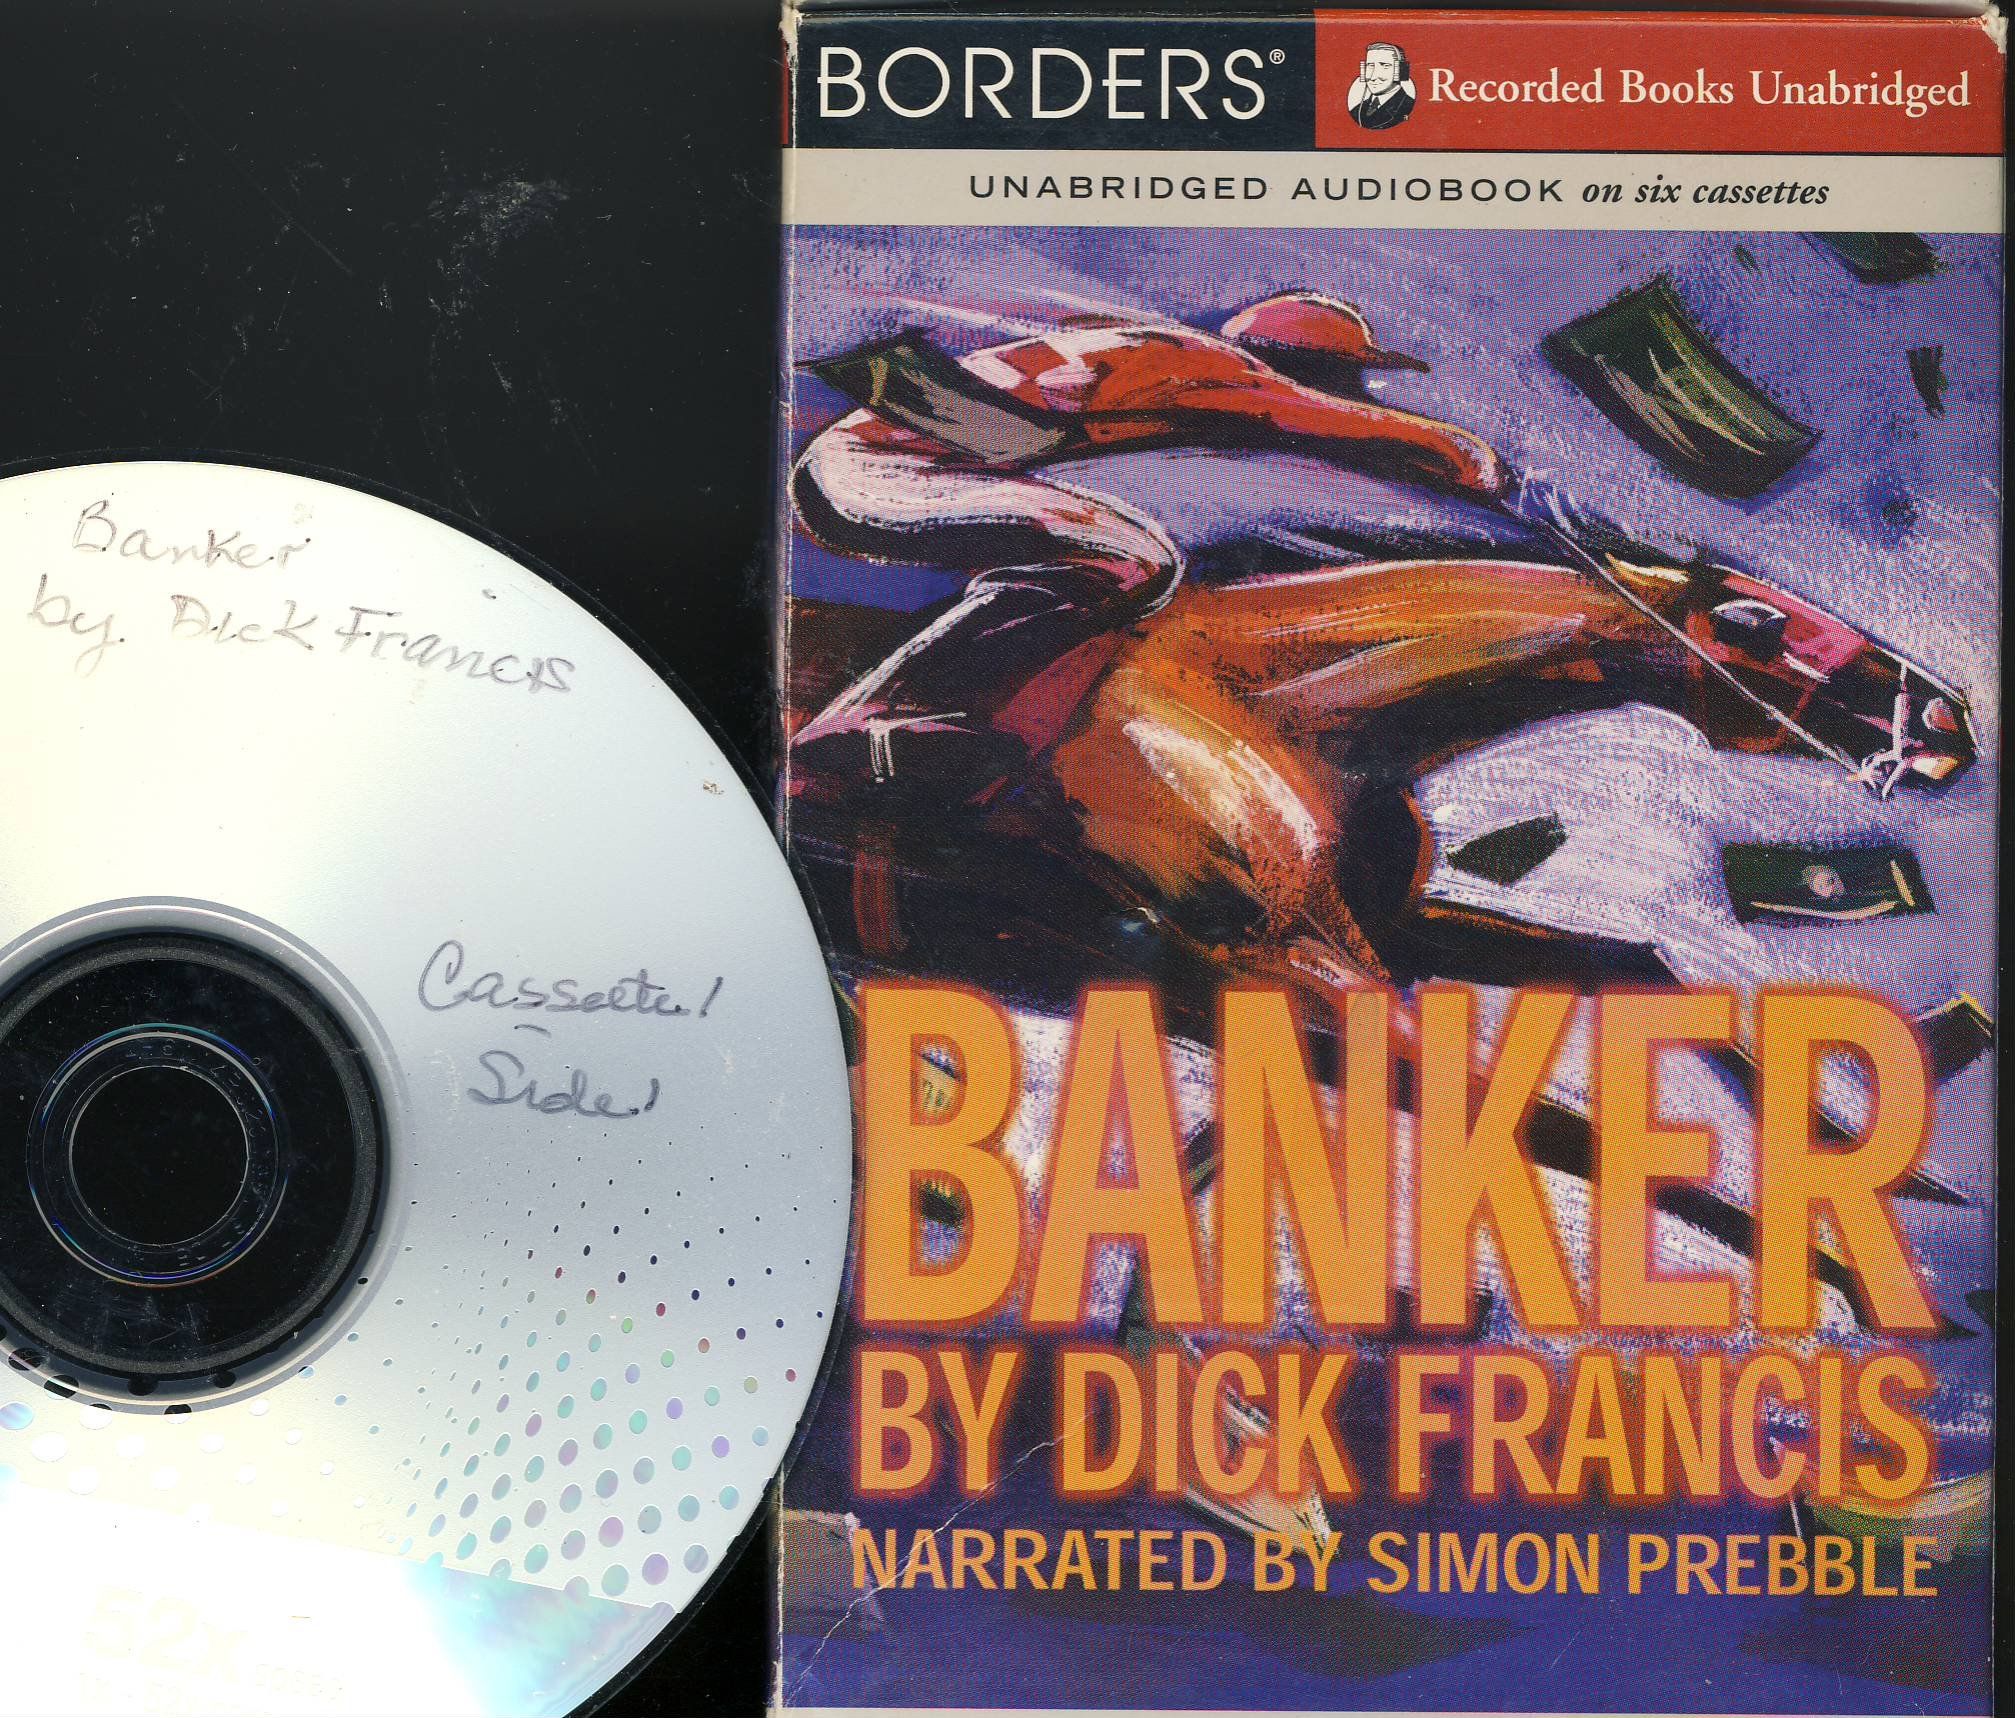 BORDERS®
Recorded Books Unabridged
UNABRIDGED AUDIOBOOK on six cassettes
Banker
by Dick Francis
Cassette 1
Side 1
52x
BANKER
BY DICK FRANCIS
NARRATED BY SIMON PREBBLE